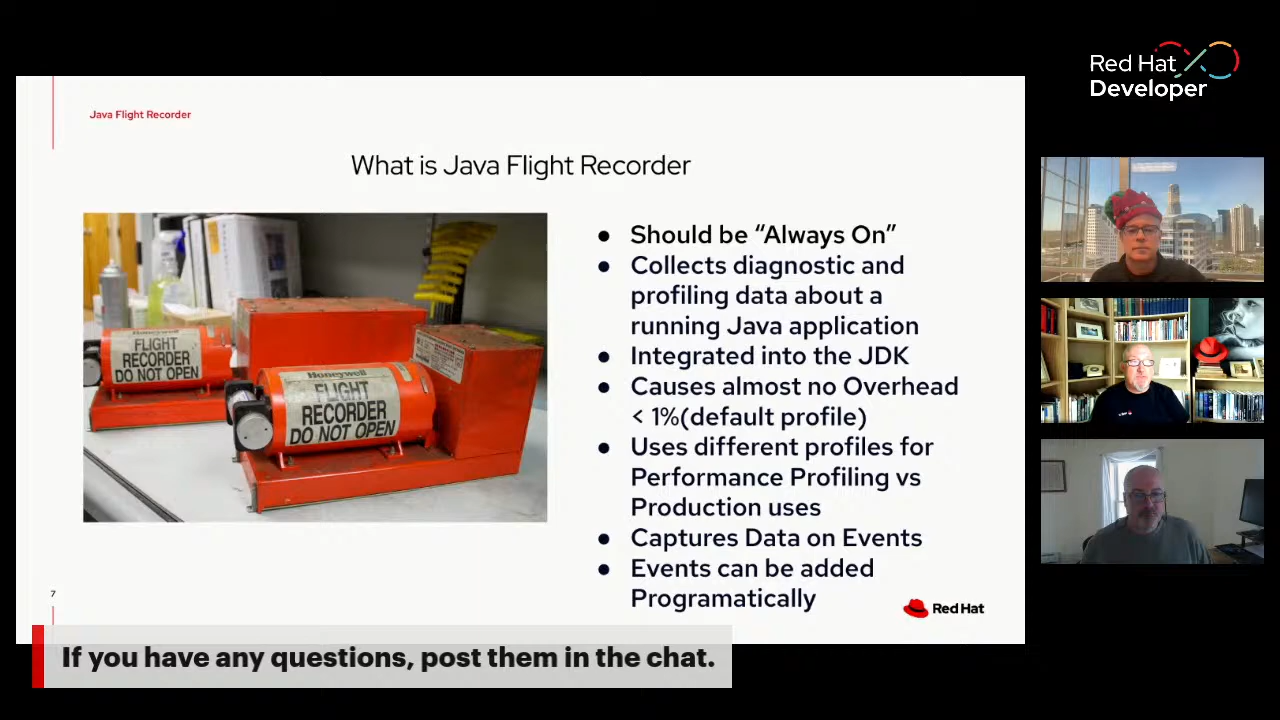 Red Hat
Developer
Java Flight Recorder
What is Java Flight Recorder
Honeywell
FLIGHT
RECORDER
DO NOT OPEN
Honeywell
FLIGHT
RECORDER
DO NOT OPEN
● Should be “Always On”
● Collects diagnostic and
profiling data about a
running Java application
● Integrated into the JDK
● Causes almost no Overhead
< 1%(default profile)
● Uses different profiles for
Performance Profiling vs
Production uses
● Captures Data on Events
● Events can be added
Programatically
7
Red Hat
If you have any questions, post them in the chat.